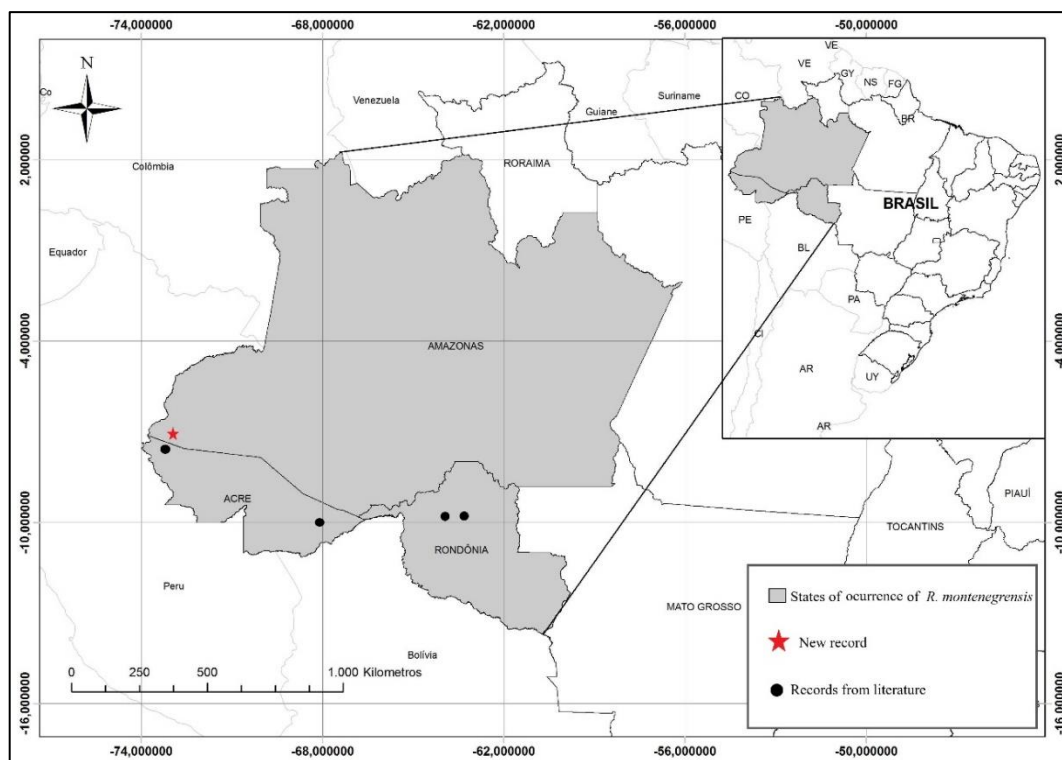 -74,000000 -68,000000 -62,000000 -56,000000 -50,000000
N
Co
Venezuela
Guiane
Suriname
Colômbia
RORAIMA
Equador
AMAZONAS
ACRE
RONDÔNIA
Peru
Bolívia
MATO GROSSO
TOCANTINS
PIAUÍ
VE
VE
GY
NS
FG
CO
BR
BRASIL
PE
BL
PA
CI
AR
UY
AR
2,000000
-4,000000
-10,000000
-16,000000
2,000000
-4,000000
-10,000000
-16,000000
0 250 500 1.000 Kilometros
States of ocurrence of R. montenegrensis
New record
Records from literature
-74,000000 -68,000000 -62,000000 -56,000000 -50,000000